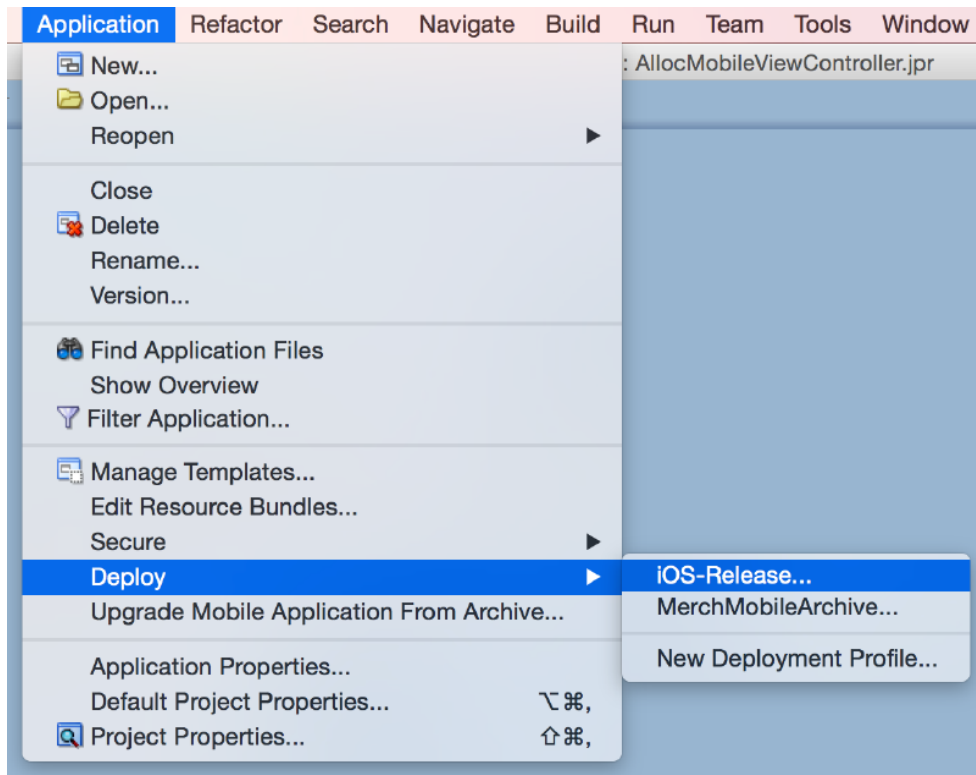 Application Refactor Search Navigate Build Run Team Tools Window
: AllocMobileViewController.jpr
New...
Open...
Reopen ▶
Close
Delete
Rename...
Version...
Find Application Files
Show Overview
Filter Application...
Manage Templates...
Edit Resource Bundles...
Secure ▶
Deploy ▶
iOS-Release...
Upgrade Mobile Application From Archive...
MerchMobileArchive...
New Deployment Profile...
Application Properties...
Default Project Properties... ⌥⌘,
Project Properties... ⇧⌘,